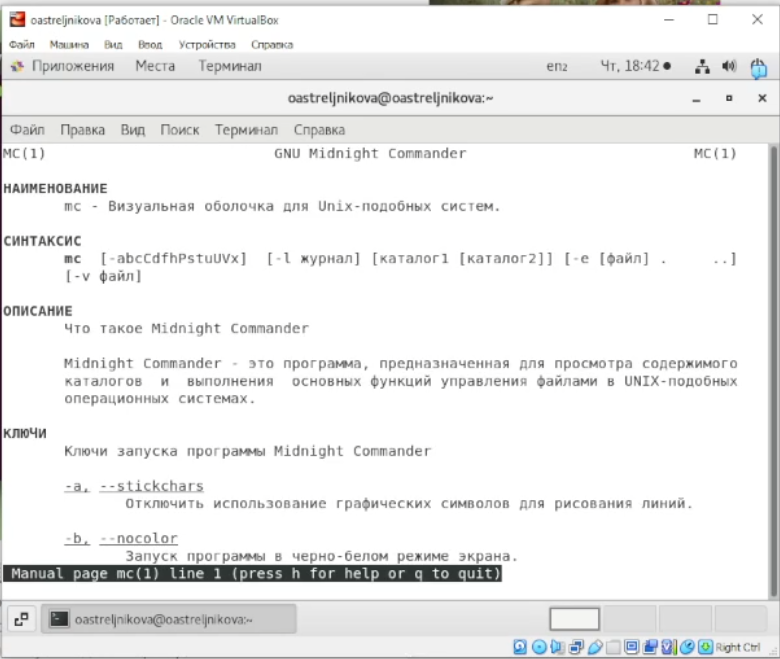 oastreljnikova [Работает] - Oracle VM VirtualBox
Файл Машина Вид Ввод Устройства Справка
Приложения Места Терминал en2 Чт, 18:42
oastreljnikova@oastreljnikova:~
Файл Правка Вид Поиск Терминал Справка
MC(1) GNU Midnight Commander MC(1)
НАИМЕНОВАНИЕ
mc - Визуальная оболочка для Unix-подобных систем.
СИНТАКСИС
mc [-abcCdfhPstuUVx] [-l журнал] [каталог1 [каталог2]] [-e [файл] . ..]
[-v файл]
ОПИСАНИЕ
Что такое Midnight Commander
Midnight Commander - это программа, предназначенная для просмотра содержимого
каталогов и выполнения основных функций управления файлами в UNIX-подобных
операционных системах.
КЛЮЧИ
Ключи запуска программы Midnight Commander
-a, --stickchars
Отключить использование графических символов для рисования линий.
-b, --nocolor
Запуск программы в черно-белом режиме экрана.
Manual page mc(1) line 1 (press h for help or q to quit)
oastreljnikova@oastreljnikova:~
Right Ctrl